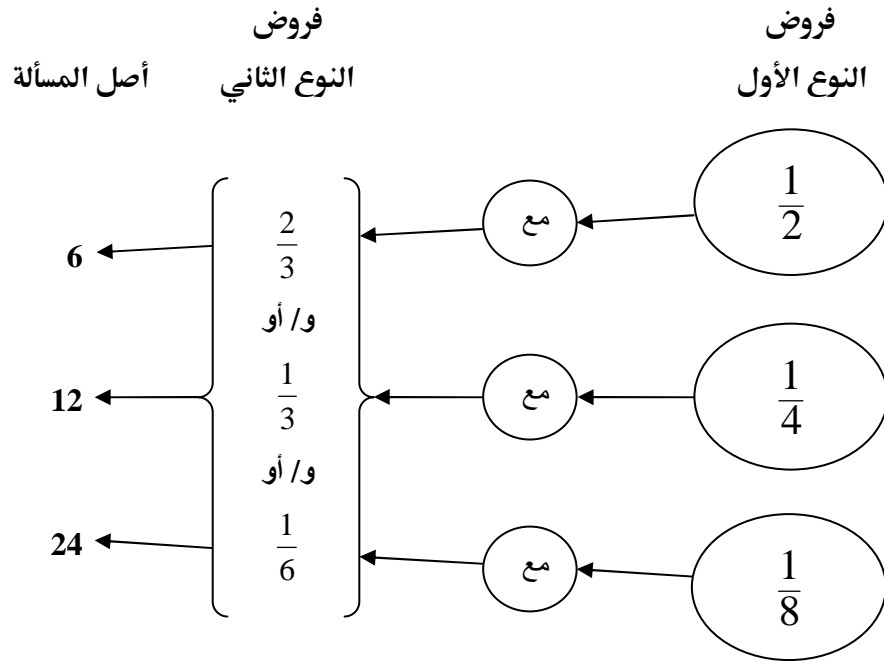 فروض فروض
النوع الأول النوع الثاني أصل المسألة
1/2 مع 2/3 6
و/ أو
1/4 مع 1/3 12
و/ أو
1/8 مع 1/6 24